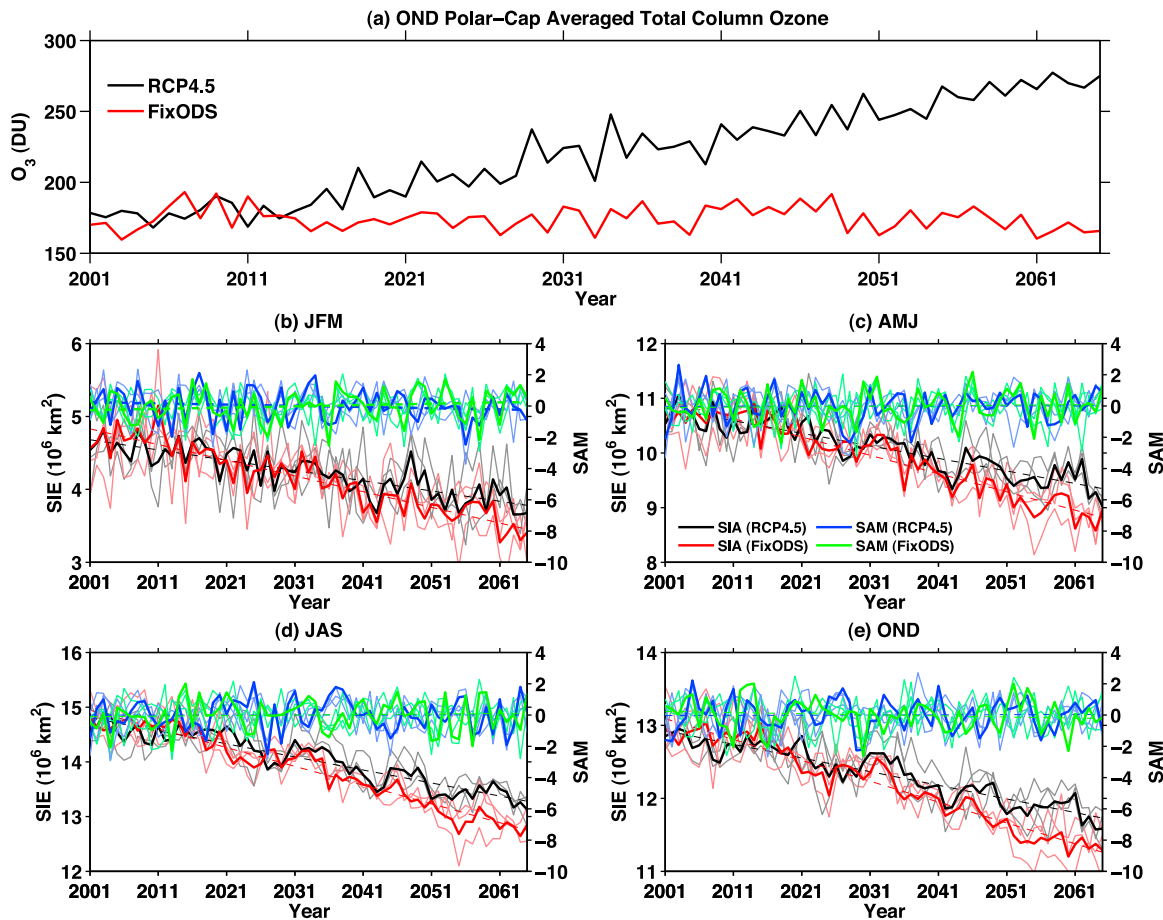 (a) OND Polar–Cap Averaged Total Column Ozone
300
250
200
150
O3 (DU)
RCP4.5
FixODS
2001 2011 2021 2031 2041 2051 2061
Year
(b) JFM
6
5
4
3
SIE (10^6 km^2)
4
2
0
−2
−4
−6
−8
−10
SAM
2001 2011 2021 2031 2041 2051 2061
Year
(c) AMJ
12
11
10
9
8
SIE (10^6 km^2)
SIA (RCP4.5) SAM (RCP4.5)
SIA (FixODS) SAM (FixODS)
4
2
0
−2
−4
−6
−8
−10
SAM
2001 2011 2021 2031 2041 2051 2061
Year
(d) JAS
16
15
14
13
12
SIE (10^6 km^2)
4
2
0
−2
−4
−6
−8
−10
SAM
2001 2011 2021 2031 2041 2051 2061
Year
(e) OND
14
13
12
11
SIE (10^6 km^2)
4
2
0
−2
−4
−6
−8
−10
SAM
2001 2011 2021 2031 2041 2051 2061
Year